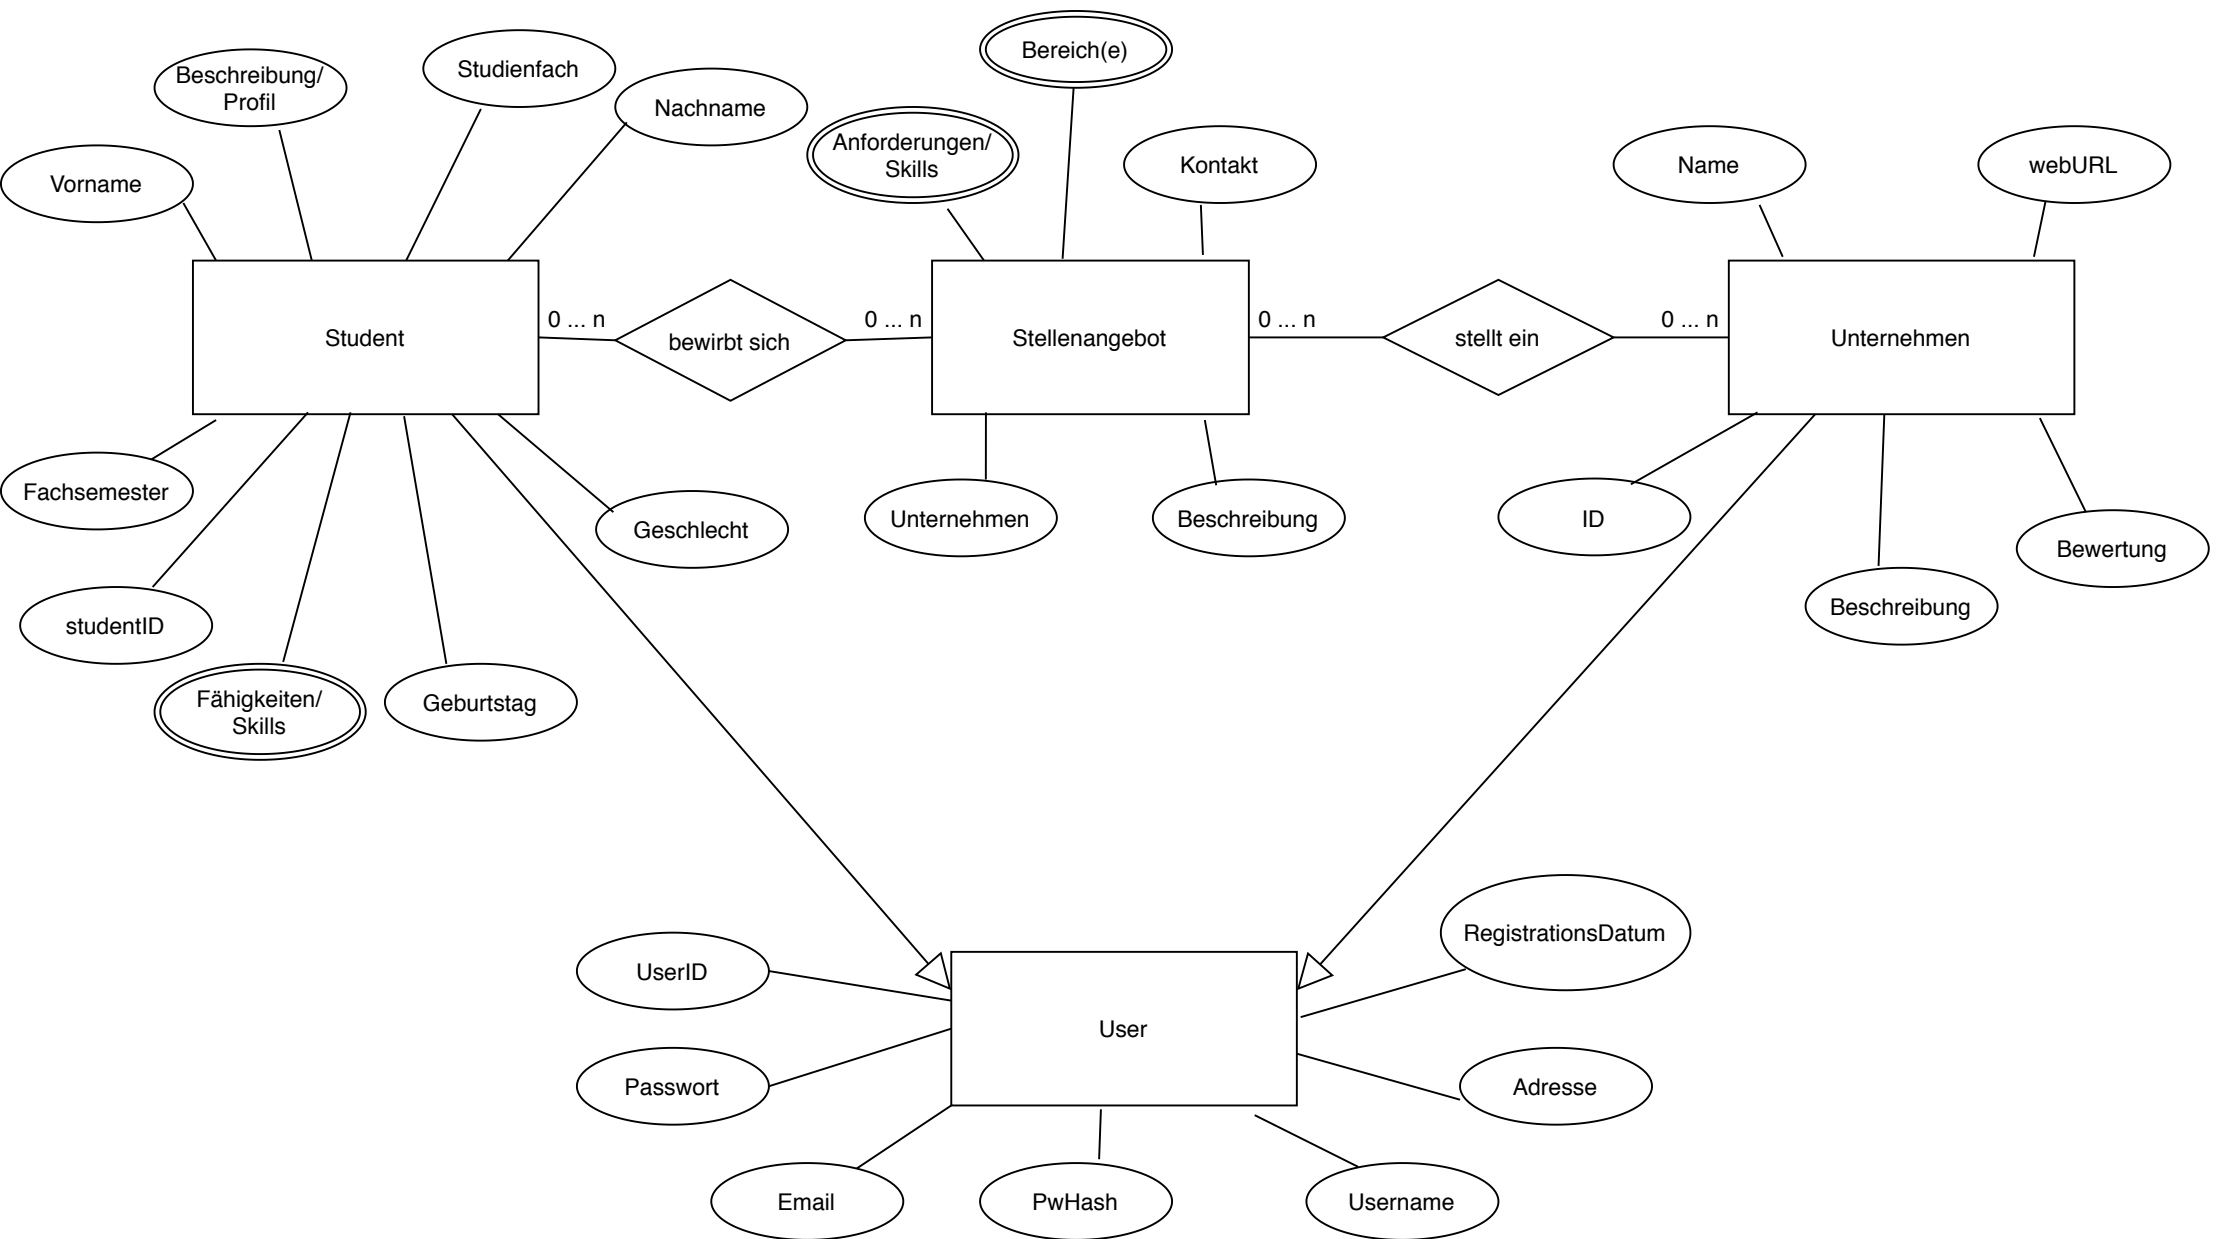 Bereich(e)
Beschreibung/
Profil
Studienfach
Nachname
Anforderungen/
Skills
Kontakt
Name
webURL
Vorname
Student
0 ... n
bewirbt sich
0 ... n
Stellenangebot
0 ... n
stellt ein
0 ... n
Unternehmen
Fachsemester
Geschlecht
Unternehmen
Beschreibung
ID
Bewertung
studentID
Beschreibung
Fähigkeiten/
Skills
Geburtstag
UserID
RegistrationsDatum
User
Passwort
Adresse
Email
PwHash
Username